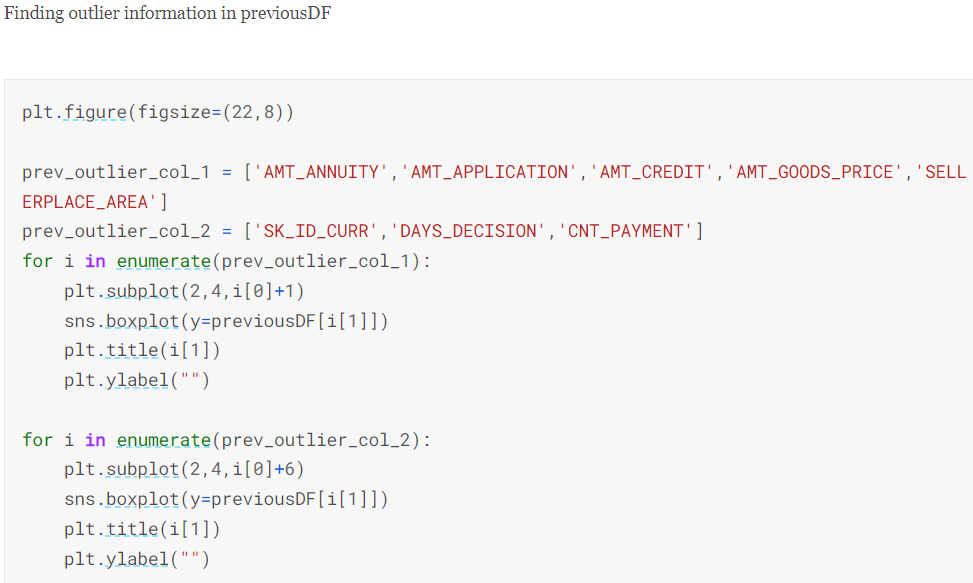 Finding outlier information in previousDF
plt.figure(figsize=(22,8))
prev_outlier_col_1 = ['AMT_ANNUITY','AMT_APPLICATION','AMT_CREDIT','AMT_GOODS_PRICE','SELL
ERPLACE_AREA']
prev_outlier_col_2 = ['SK_ID_CURR','DAYS_DECISION','CNT_PAYMENT']
for i in enumerate(prev_outlier_col_1):
    plt.subplot(2,4,i[0]+1)
    sns.boxplot(y=previousDF[i[1]])
    plt.title(i[1])
    plt.ylabel("")
for i in enumerate(prev_outlier_col_2):
    plt.subplot(2,4,i[0]+6)
    sns.boxplot(y=previousDF[i[1]])
    plt.title(i[1])
    plt.ylabel("")